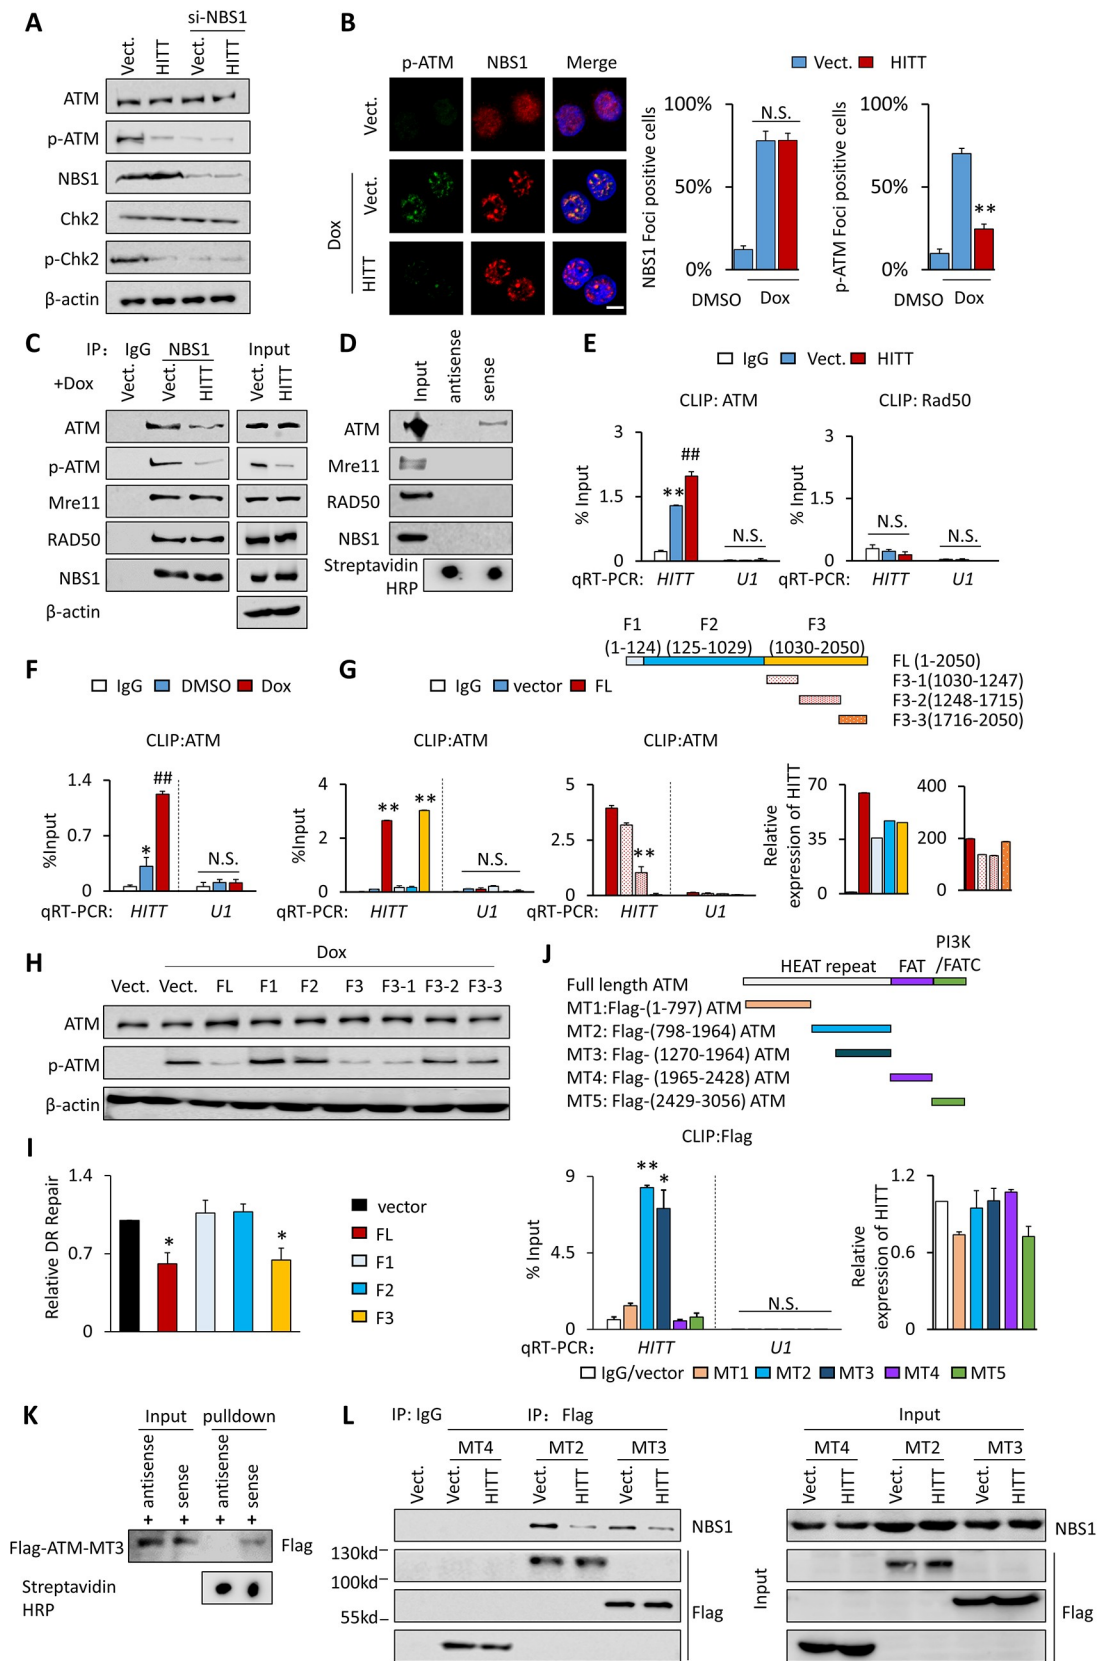 A
si-NBS1
Vect.
HITT
Vect.
HITT
ATM
p-ATM
NBS1
Chk2
p-Chk2
β-actin
B
p-ATM NBS1 Merge
Vect.
Dox
Vect.
HITT
Vect. HITT
NBS1 Foci positive cells
100%
50%
0%
N.S.
DMSO Dox
p-ATM Foci positive cells
100%
50%
0%
**
DMSO Dox
C
IP: IgG NBS1 Input
+Dox
Vect.
Vect.
HITT
Vect.
HITT
ATM
p-ATM
Mre11
RAD50
NBS1
β-actin
D
Input
antisense
sense
ATM
Mre11
RAD50
NBS1
Streptavidin
HRP
E
IgG Vect. HITT
CLIP: ATM
% Input
3
1.5
0
**
##
N.S.
qRT-PCR: HITT U1
CLIP: Rad50
% Input
3
1.5
0
N.S.
N.S.
qRT-PCR: HITT U1
F
IgG DMSO Dox
CLIP:ATM
%Input
1.4
0.7
0
*
##
N.S.
qRT-PCR: HITT U1
G
IgG vector FL
F1 F2 F3
(1-124) (125-1029) (1030-2050)
FL (1-2050)
F3-1(1030-1247)
F3-2(1248-1715)
F3-3(1716-2050)
CLIP:ATM
%Input
4
2
0
**
**
N.S.
qRT-PCR: HITT U1
CLIP:ATM
5
2.5
0
**
qRT-PCR: HITT U1
Relative
expression of HITT
70
35
0
400
200
0
H
Dox
Vect. Vect. FL F1 F2 F3 F3-1 F3-2 F3-3
ATM
p-ATM
β-actin
I
Relative DR Repair
1.4
0.7
0
*
*
vector
FL
F1
F2
F3
J
PI3K
HEAT repeat FAT /FATC
Full length ATM
MT1:Flag-(1-797) ATM
MT2: Flag-(798-1964) ATM
MT3: Flag- (1270-1964) ATM
MT4: Flag- (1965-2428) ATM
MT5: Flag-(2429-3056) ATM
CLIP:Flag
% Input
9
4.5
0
**
*
N.S.
qRT-PCR: HITT U1
Relative
expression of HITT
1.2
0.6
0
IgG/vector MT1 MT2 MT3 MT4 MT5
K
Input pulldown
antisense
sense
antisense
sense
+ + + +
Flag-ATM-MT3 Flag
Streptavidin
HRP
L
IP: IgG IP: Flag Input
MT4 MT2 MT3 MT4 MT2 MT3
Vect.
Vect.
HITT
Vect.
HITT
Vect.
HITT
Vect.
HITT
Vect.
HITT
Vect.
HITT
NBS1
130kd
100kd
55kd
Flag
Input
NBS1
Flag